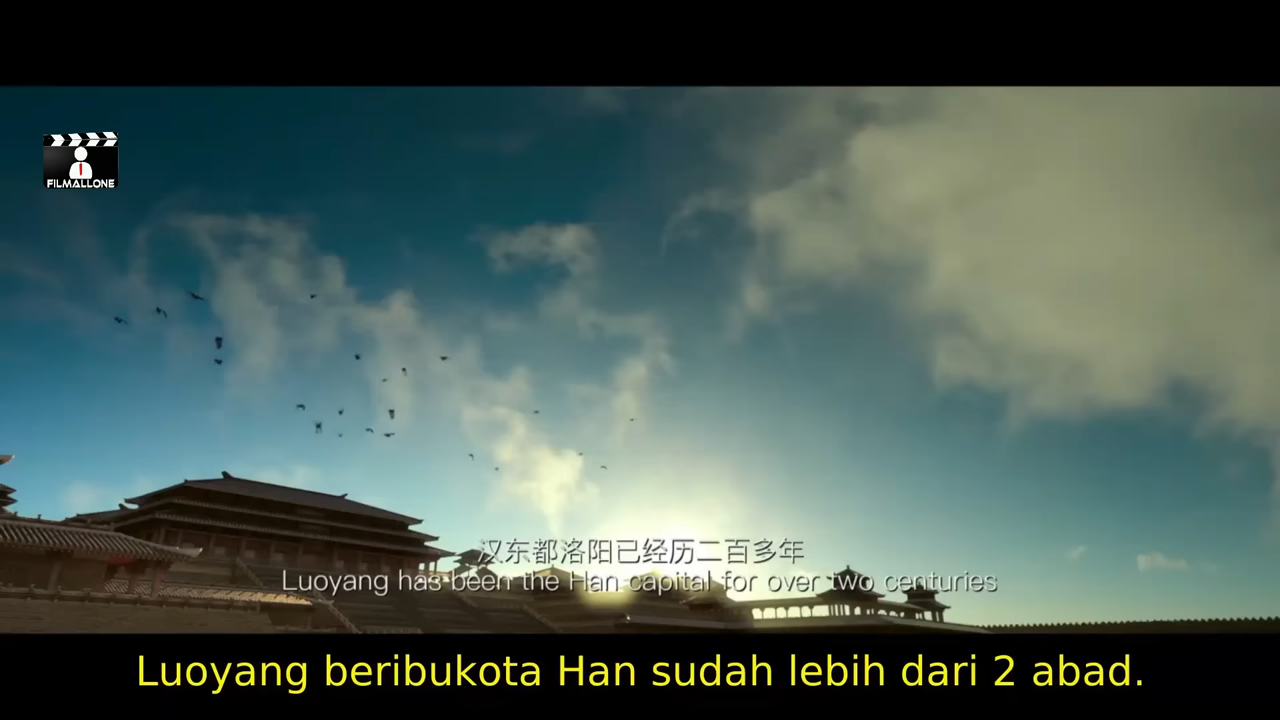 FILMALLONE
汉东都洛阳已经历二百多年
Luoyang has been the Han capital for over two centuries
Luoyang beribukota Han sudah lebih dari 2 abad.